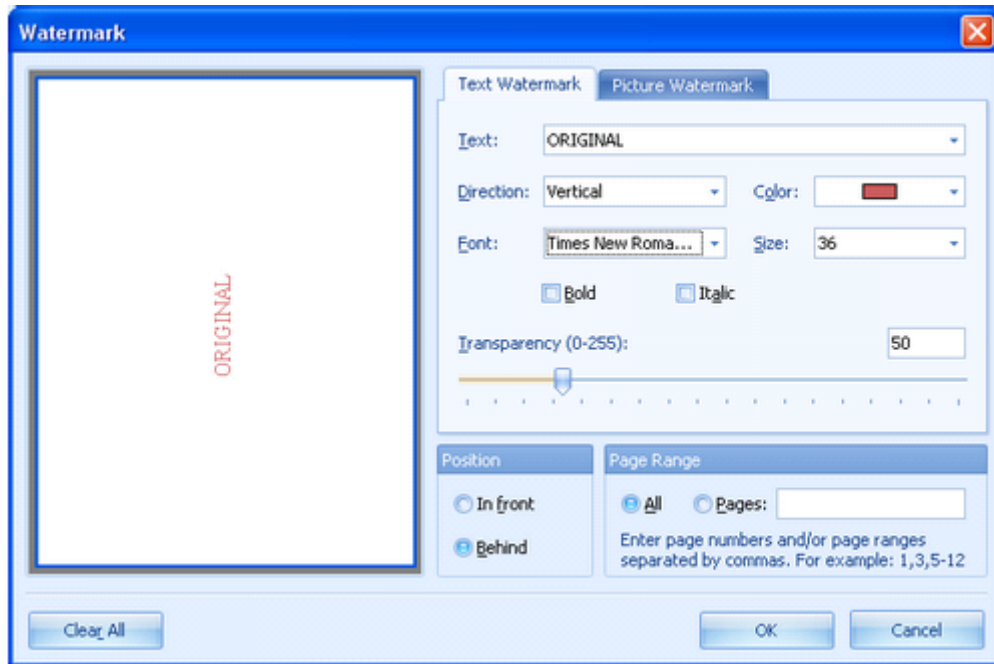 Watermark
Text Watermark Picture Watermark
Text: ORIGINAL
Direction: Vertical Color:
Font: Times New Roma... Size: 36
Bold Italic
ORIGINAL
Transparency (0-255): 50
Position Page Range
In front All Pages:
Behind Enter page numbers and/or page ranges
separated by commas. For example: 1,3,5-12
Clear All OK Cancel